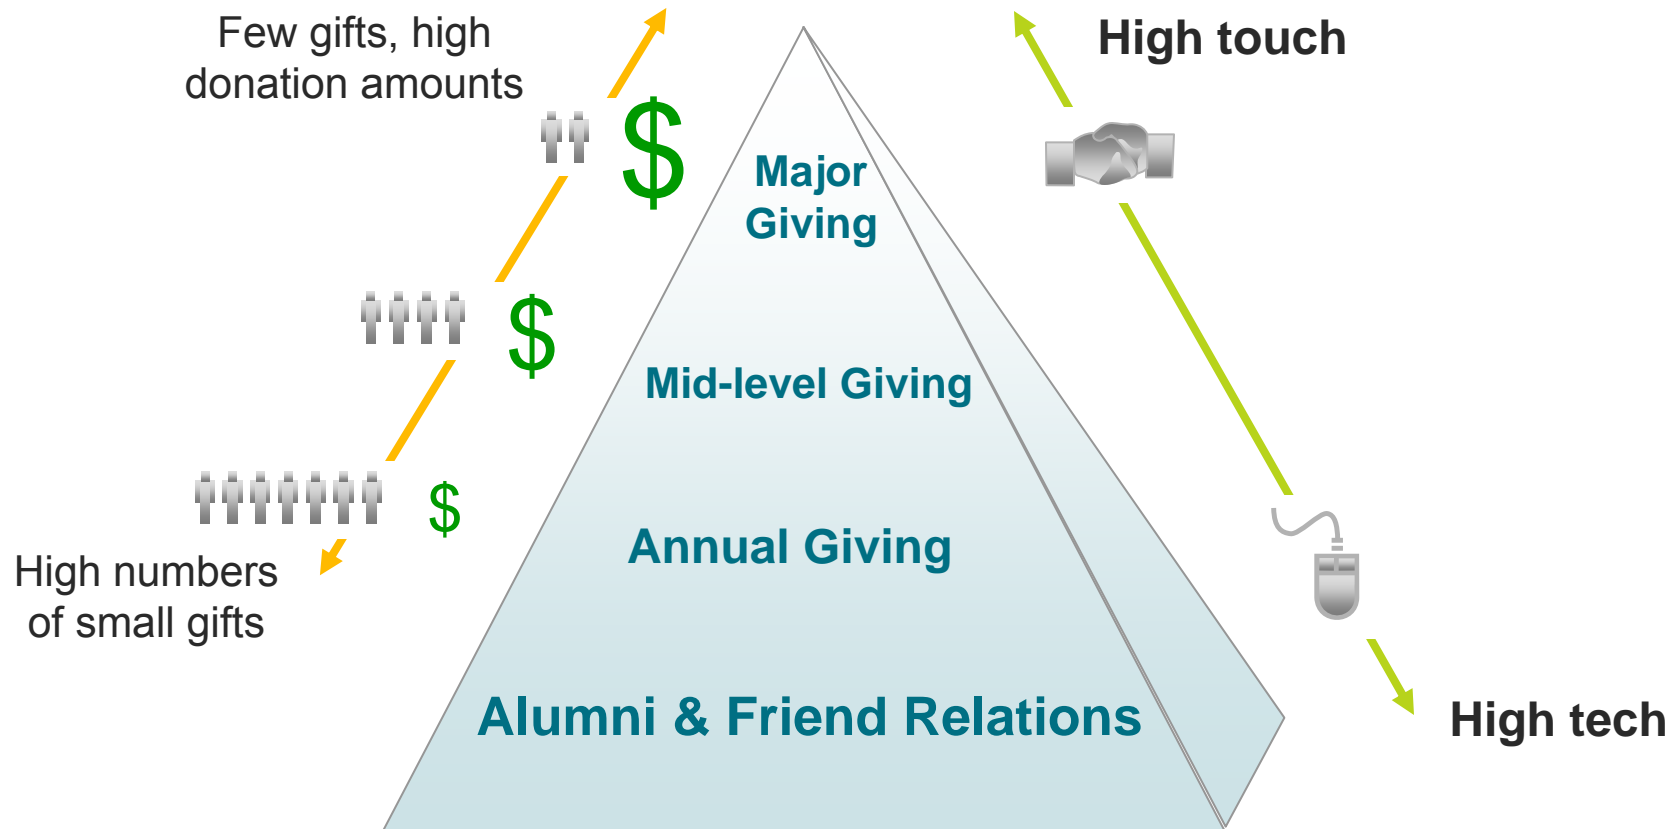 Few gifts, high
donation amounts
High touch
$
Major
Giving
$
Mid-level Giving
$
Annual Giving
High numbers
of small gifts
Alumni & Friend Relations
High tech